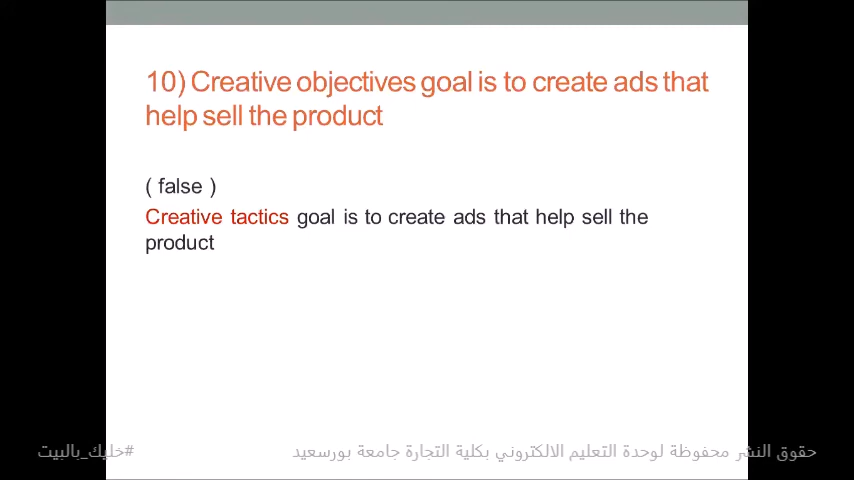 10) Creative objectives goal is to create ads that
help sell the product
( false )
Creative tactics goal is to create ads that help sell the
product
حقوق النشر محفوظة لوحدة التعليم الالكتروني بكلية التجارة جامعة بورسعيد
#خليك_بالبيت